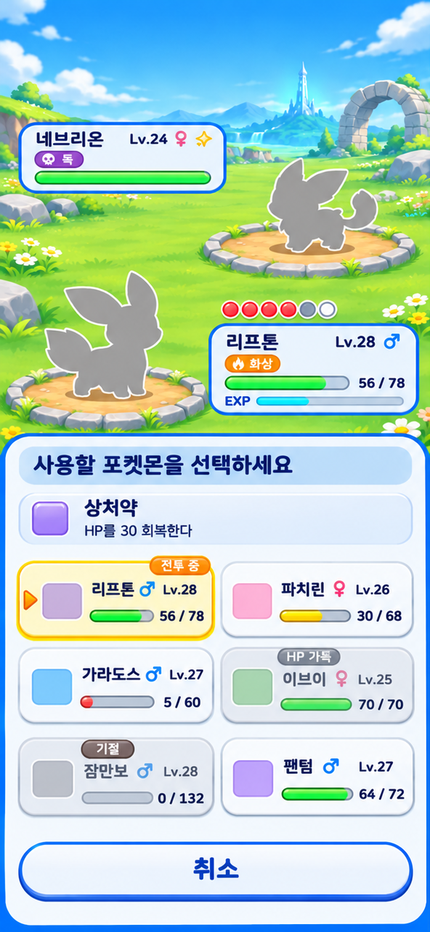 네브리온 Lv.24 ♀
독
리프톤 Lv.28 ♂
화상
56 / 78
EXP
사용할 포켓몬을 선택하세요
상처약
HP를 30 회복한다
전투 중
리프톤 ♂ Lv.28
56 / 78
파치린 ♀ Lv.26
30 / 68
가라도스 ♂ Lv.27
5 / 60
HP 가득
이브이 ♀ Lv.25
70 / 70
기절
잠만보 ♂ Lv.28
0 / 132
팬텀 ♂ Lv.27
64 / 72
취소